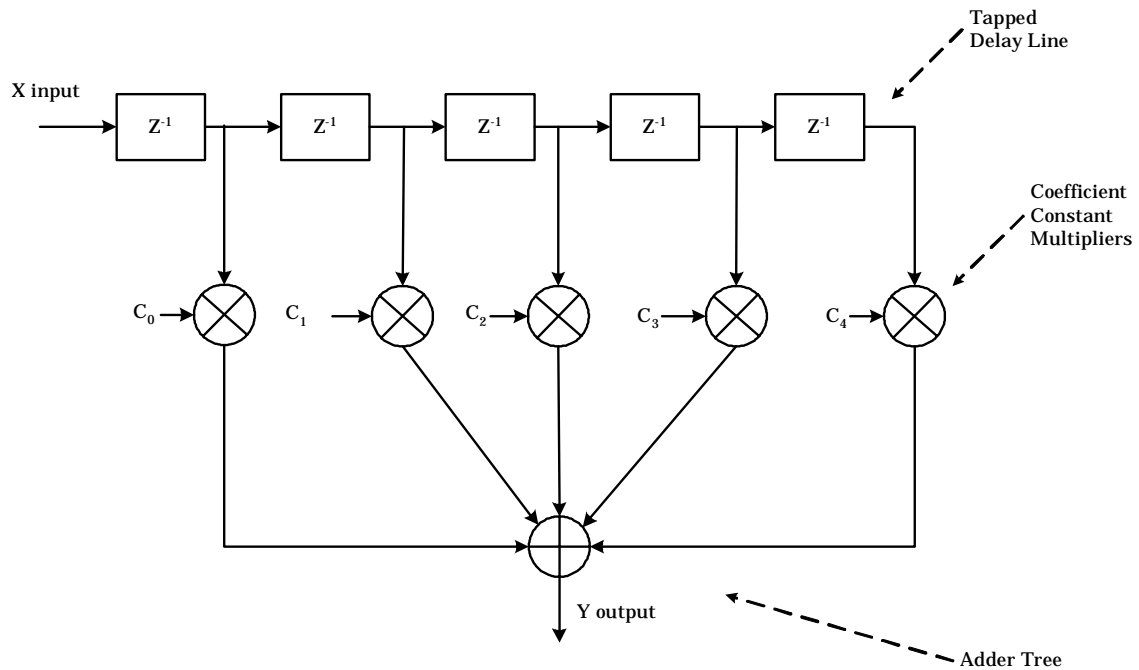 Tapped
Delay Line
X input
Z-1
Z-1
Z-1
Z-1
Z-1
Coefficient
Constant
Multipliers
C0
C1
C2
C3
C4
Y output
Adder Tree